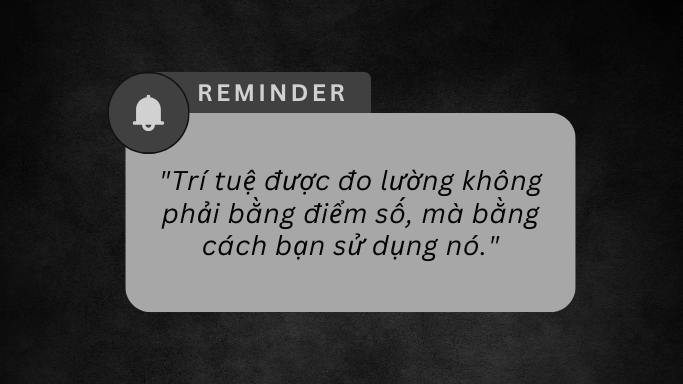 REMINDER
"Trí tuệ được đo lường không
phải bằng điểm số, mà bằng
cách bạn sử dụng nó."